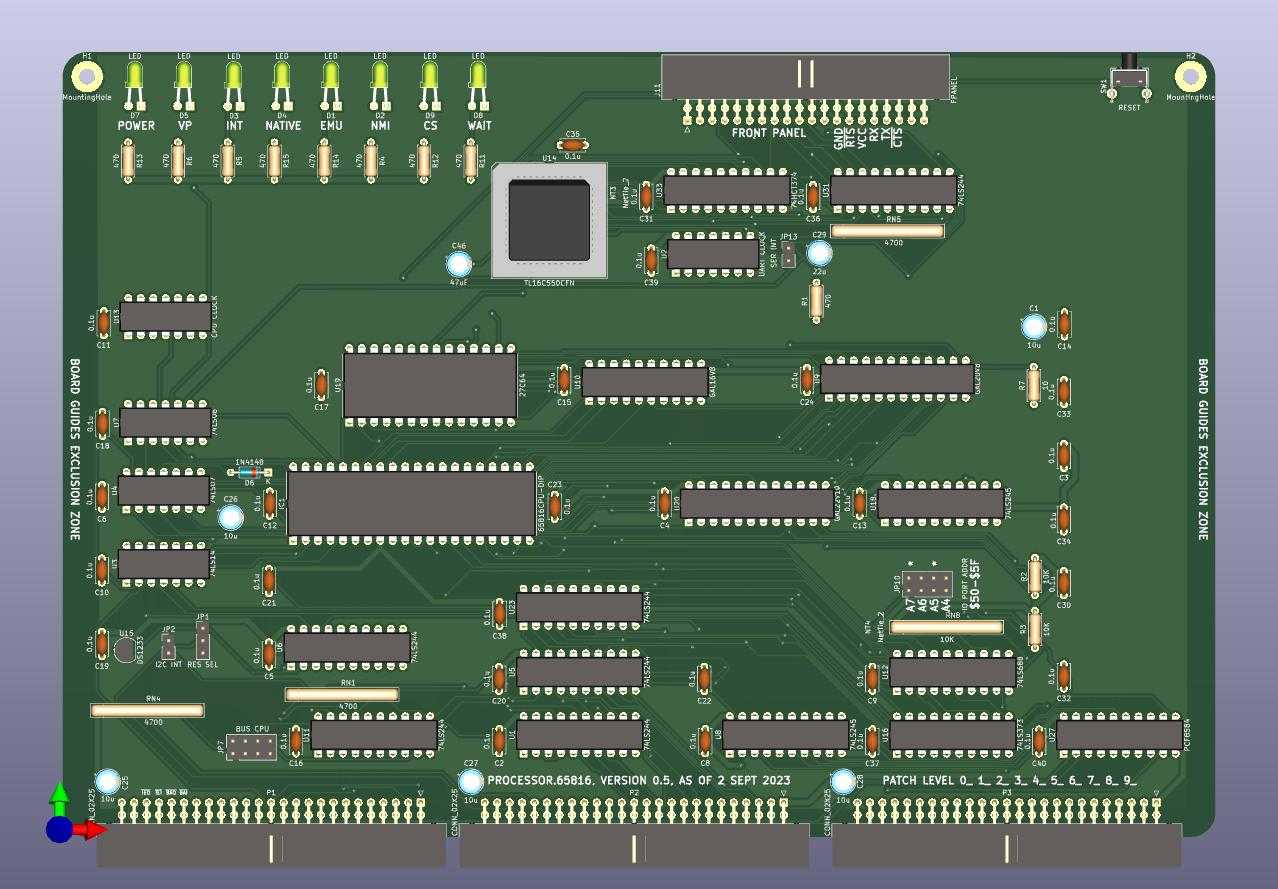 H1
MountingHole
LED LED LED LED LED LED LED LED
D7 D5 D3 D4 D1 D2 D9 D8
POWER VP INT NATIVE EMU NMI CS WAIT
470 R13 470 R6 470 R5 470 R15 470 R14 470 R4 470 R12 470 R11
J11
FPANEL
FRONT PANEL
GND
RTS
VCC
RX
TX
CTS
SW1
RESET
H2
MountingHole
C35
0.1u
U14
TL16C550CFN
NT3
NetTie_2
0.1u
C31
U33
74HCT374
0.1u
C36
U31
74LS244
RN5
4700
C46
47uF
0.1u
C39
U2
UART CLOCK
JP13
SER INT
C29
22u
R1
470
0.1u
C11
U13
CPU CLOCK
C1
10u
0.1u
C14
BOARD GUIDES EXCLUSION ZONE
0.1u
C17
U19
27C64
0.1u
C15
U10
GAL16V8
0.1u
C24
U9
GAL20V8
R7
10
0.1u
C33
BOARD GUIDES EXCLUSION ZONE
0.1u
C18
U7
74LS06
1N4148
D6
K
0.1u
C3
0.1u
C6
U4
74LS07
C26
10u
0.1u
C12
IC1
65816CPU-DIP
C23
0.1u
0.1u
C4
U20
0.1u
C13
U18
74LS245
0.1u
C34
0.1u
C10
U3
74LS14
0.1u
C21
JP10
A7
A6
A5
A4
* *
IO PORT ADDR
$50-$5F
R2
10K
0.1u
C30
0.1u
C38
U23
74LS244
NT4
NetTie_2
RN8
10K
R3
10K
0.1u
C19
U15
DS1233
JP2
I2C INT
JP1
RES SEL
0.1u
C5
U6
74LS244
0.1u
C20
U5
74LS244
0.1u
C22
0.1u
C9
U12
74LS688
0.1u
C32
RN4
4700
RN1
4700
BUS CPU
JP7
0.1u
C16
U11
74LS244
0.1u
C2
U1
74LS244
0.1u
C8
U8
74LS245
0.1u
C37
U16
74LS373
0.1u
C40
U27
PCF8584
C25
10u
C27
10u
PROCESSOR.65816, VERSION 0.5, AS OF 2 SEPT 2023
C28
10u
PATCH LEVEL 0_ 1_ 2_ 3_ 4_ 5_ 6_ 7_ 8_ 9_
P1
CONN_02X25
P2
CONN_02X25
P3